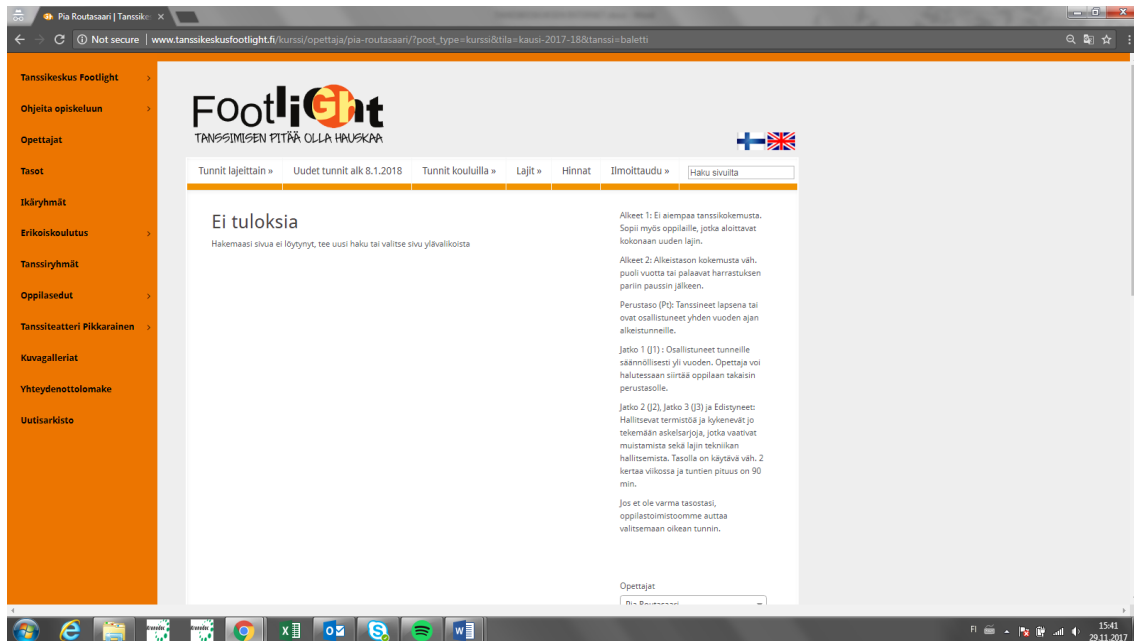 Pia Routasaari | Tanssike
Not secure | www.tanssikeskusfootlight.fi/kurssi/opettaja/pia-routasaari/?post_type=kurssi&tila=kausi-2017-18&tanssi=baletti
Tanssikeskus Footlight
Ohjeita opiskeluun
Opettajat
Tasot
Ikäryhmät
Erikoiskoulutus
Tanssiryhmät
Oppilasedut
Tanssiteatteri Pikkarainen
Kuvagalleriat
Yhteydenottolomake
Uutisarkisto
FOotliGht
TANSSIMISEN PITÄÄ OLLA HAUSKAA
Tunnit lajeittain » Uudet tunnit alk 8.1.2018 Tunnit kouluilla » Lajit » Hinnat Ilmoittaudu » Haku sivuilta
Ei tuloksia
Hakemaasi sivua ei löytynyt, tee uusi haku tai valitse sivu ylävalikoista
Alkeet 1: Ei aiempaa tanssikokemusta.
Sopii myös oppilaille, jotka aloittavat
kokonaan uuden lajin.
Alkeet 2: Alkeistason kokemusta väh.
puoli vuotta tai palaavat harrastuksen
pariin paussin jälkeen.
Perustaso (Pt): Tanssineet lapsena tai
ovat osallistuneet yhden vuoden ajan
alkeistunneille.
Jatko 1 (J1) : Osallistuneet tunneille
säännöllisesti yli vuoden. Opettaja voi
halutessaan siirtää oppilaan takaisin
perustasolle.
Jatko 2 (J2), Jatko 3 (J3) ja Edistyneet:
Hallitsevat termistöä ja kykenevät jo
tekemään askelsarjoja, jotka vaativat
muistamista sekä lajin tekniikan
hallitsemista. Tasolla on käytävä väh. 2
kertaa viikossa ja tuntien pituus on 90
min.
Jos et ole varma tasostasi,
oppilastoimistoomme auttaa
valitsemaan oikean tunnin.
Opettajat
Pia Routasaari
FI
15:41
29.11.2017